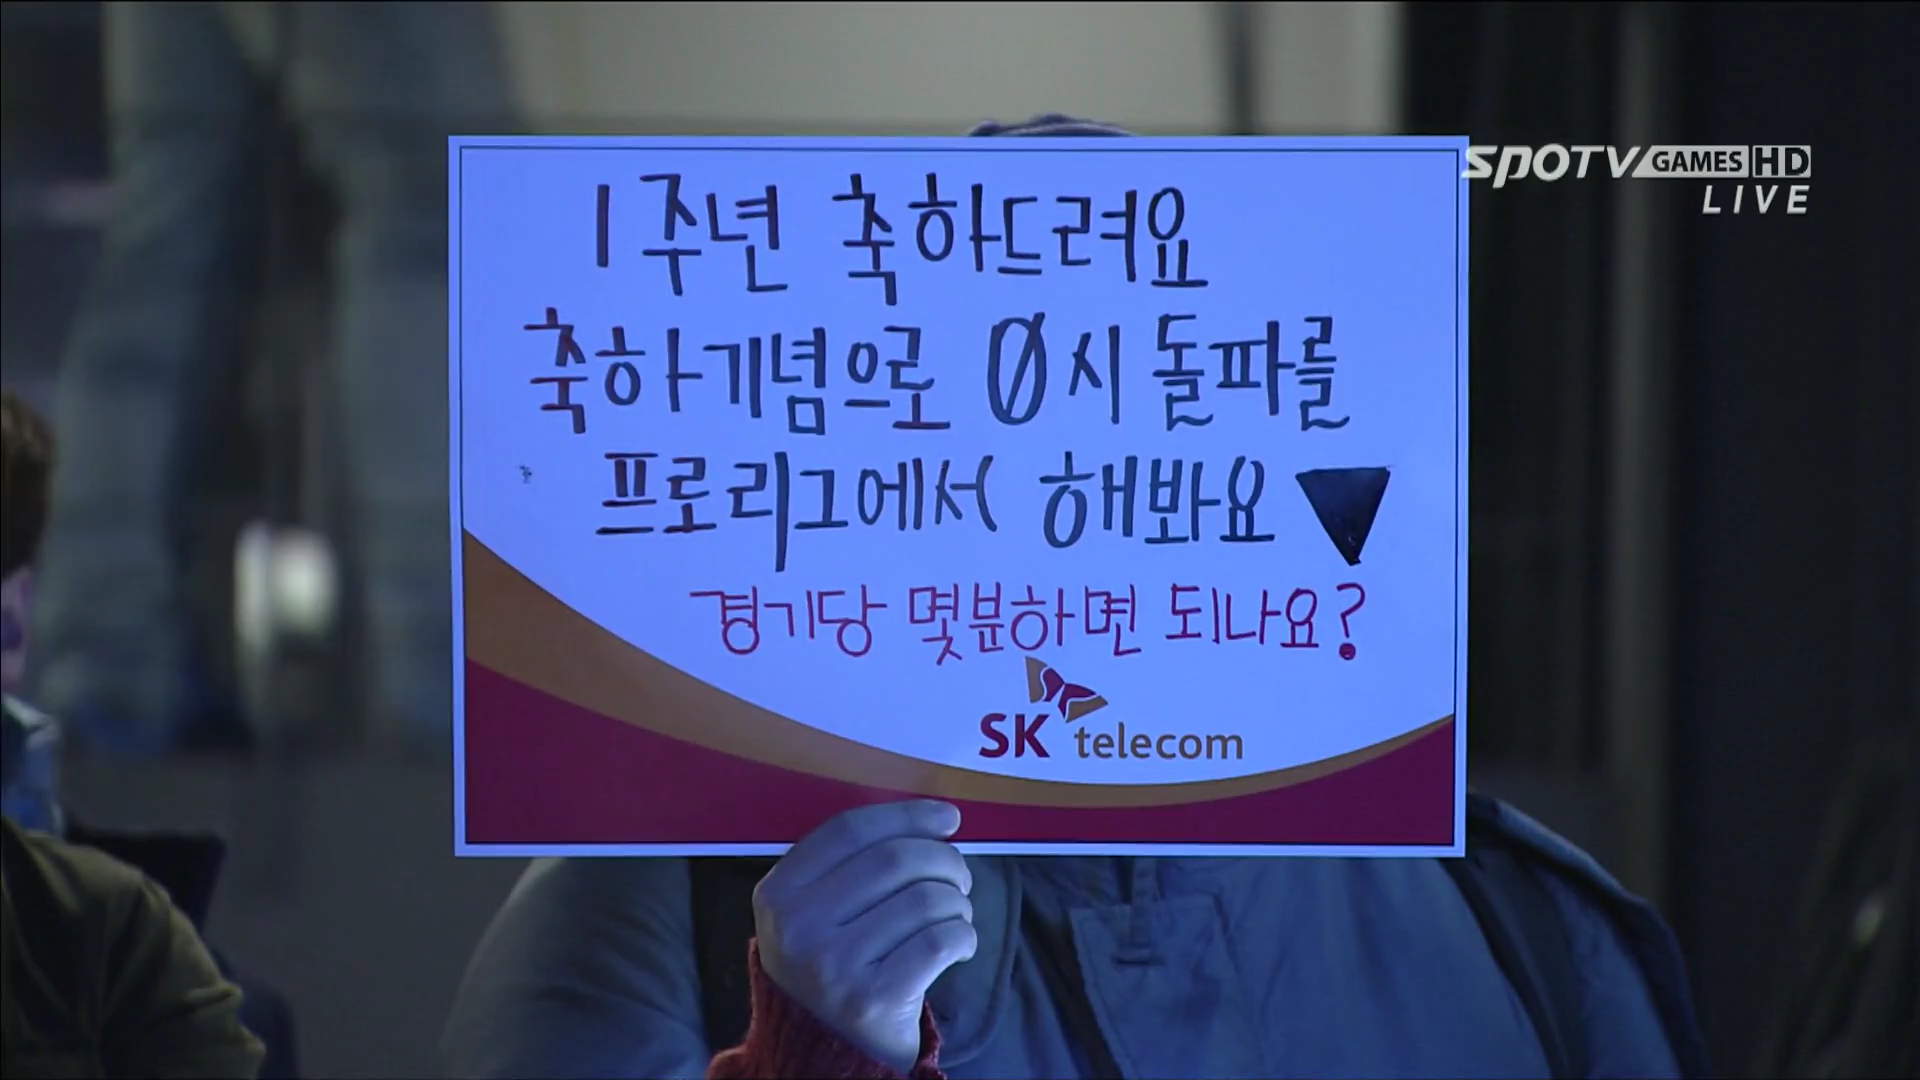 SPOTV GAMES HD
LIVE
1주년 축하드려요
축하기념으로 0시 돌파를
프로리그에서 해봐요
경기당 몇분하면 되나요?
SK telecom